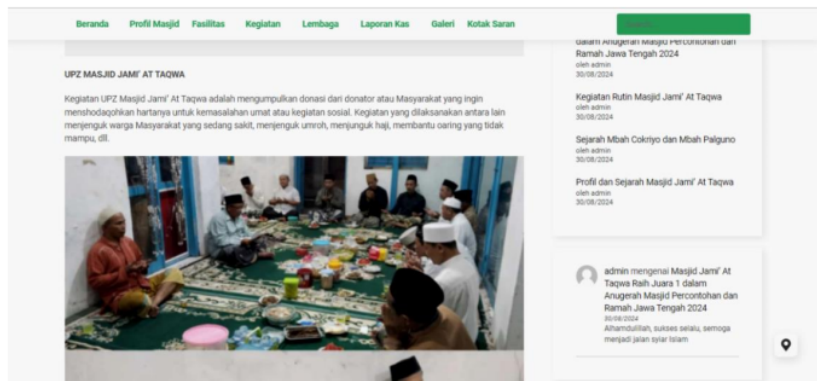 Beranda Profil Masjid Fasilitas Kegiatan Lembaga Laporan Kas Galeri Kotak Saran
UPZ MASJID JAMI' AT TAQWA
Kegiatan UPZ Masjid Jami' At Taqwa adalah mengumpulkan donasi dari donator atau Masyarakat yang ingin
menshodaqohkan hartanya untuk kemasalahan umat atau kegiatan sosial. Kegiatan yang dilaksanakan antara lain
menjenguk warga Masyarakat yang sedang sakit, menjenguk umroh, menjunguk haji, membantu oaring yang tidak
mampu, dll.
dalam Anugerah Masjid Percontohan dan
Ramah Jawa Tengah 2024
oleh admin
30/08/2024
Kegiatan Rutin Masjid Jami' At Taqwa
oleh admin
30/08/2024
Sejarah Mbah Cokriyo dan Mbah Palguno
oleh admin
30/08/2024
Profil dan Sejarah Masjid Jami' At Taqwa
oleh admin
30/08/2024
admin mengenai Masjid Jami' At
Taqwa Raih Juara 1 dalam
Anugerah Masjid Percontohan dan
Ramah Jawa Tengah 2024
30/08/2024
Alhamdulillah, sukses selalu, semoga
menjadi jalan syiar Islam